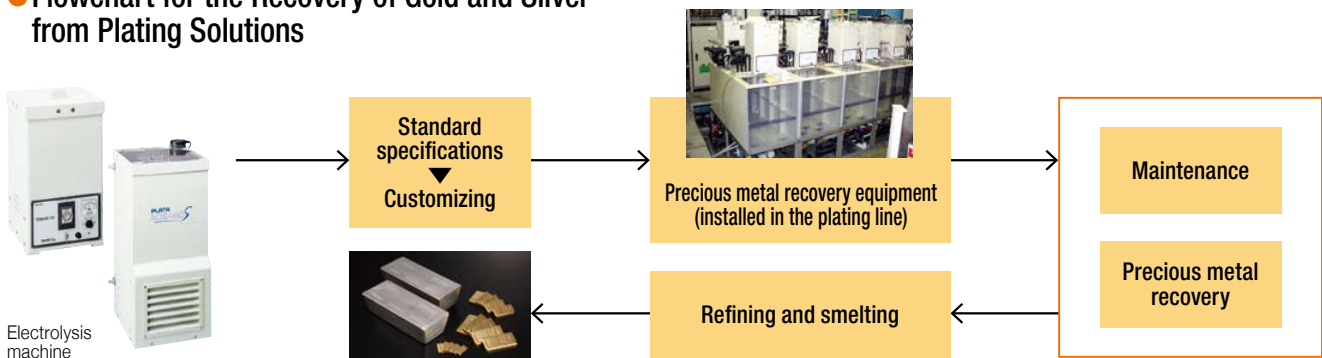 ●Flowchart for the Recovery of Gold and Silver
from Plating Solutions
Standard
specifications
▼
Customizing
Precious metal recovery equipment
(installed in the plating line)
Maintenance
Precious metal
recovery
Refining and smelting
PLATA
Electrolysis
machine